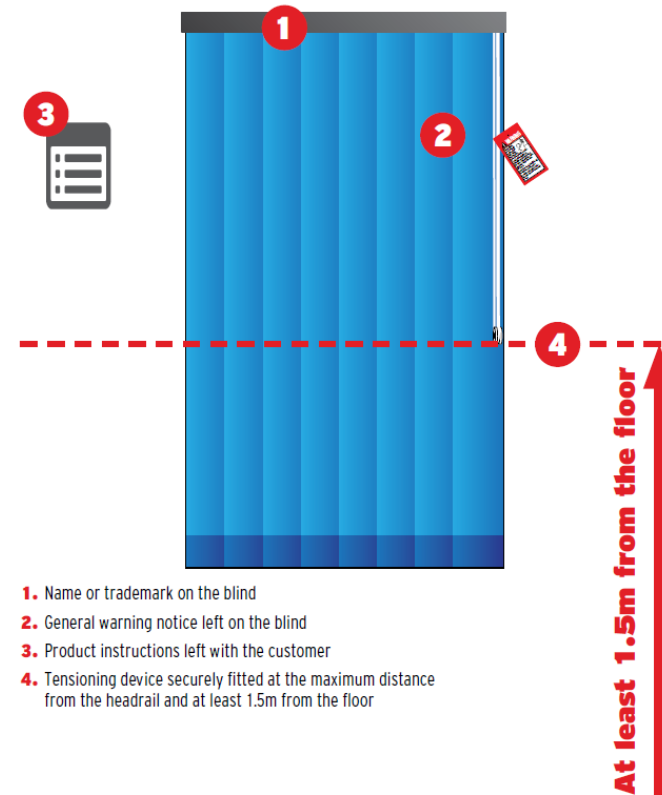 1
3
2
4
At least 1.5m from the floor
1. Name or trademark on the blind
2. General warning notice left on the blind
3. Product instructions left with the customer
4. Tensioning device securely fitted at the maximum distance
from the headrail and at least 1.5m from the floor